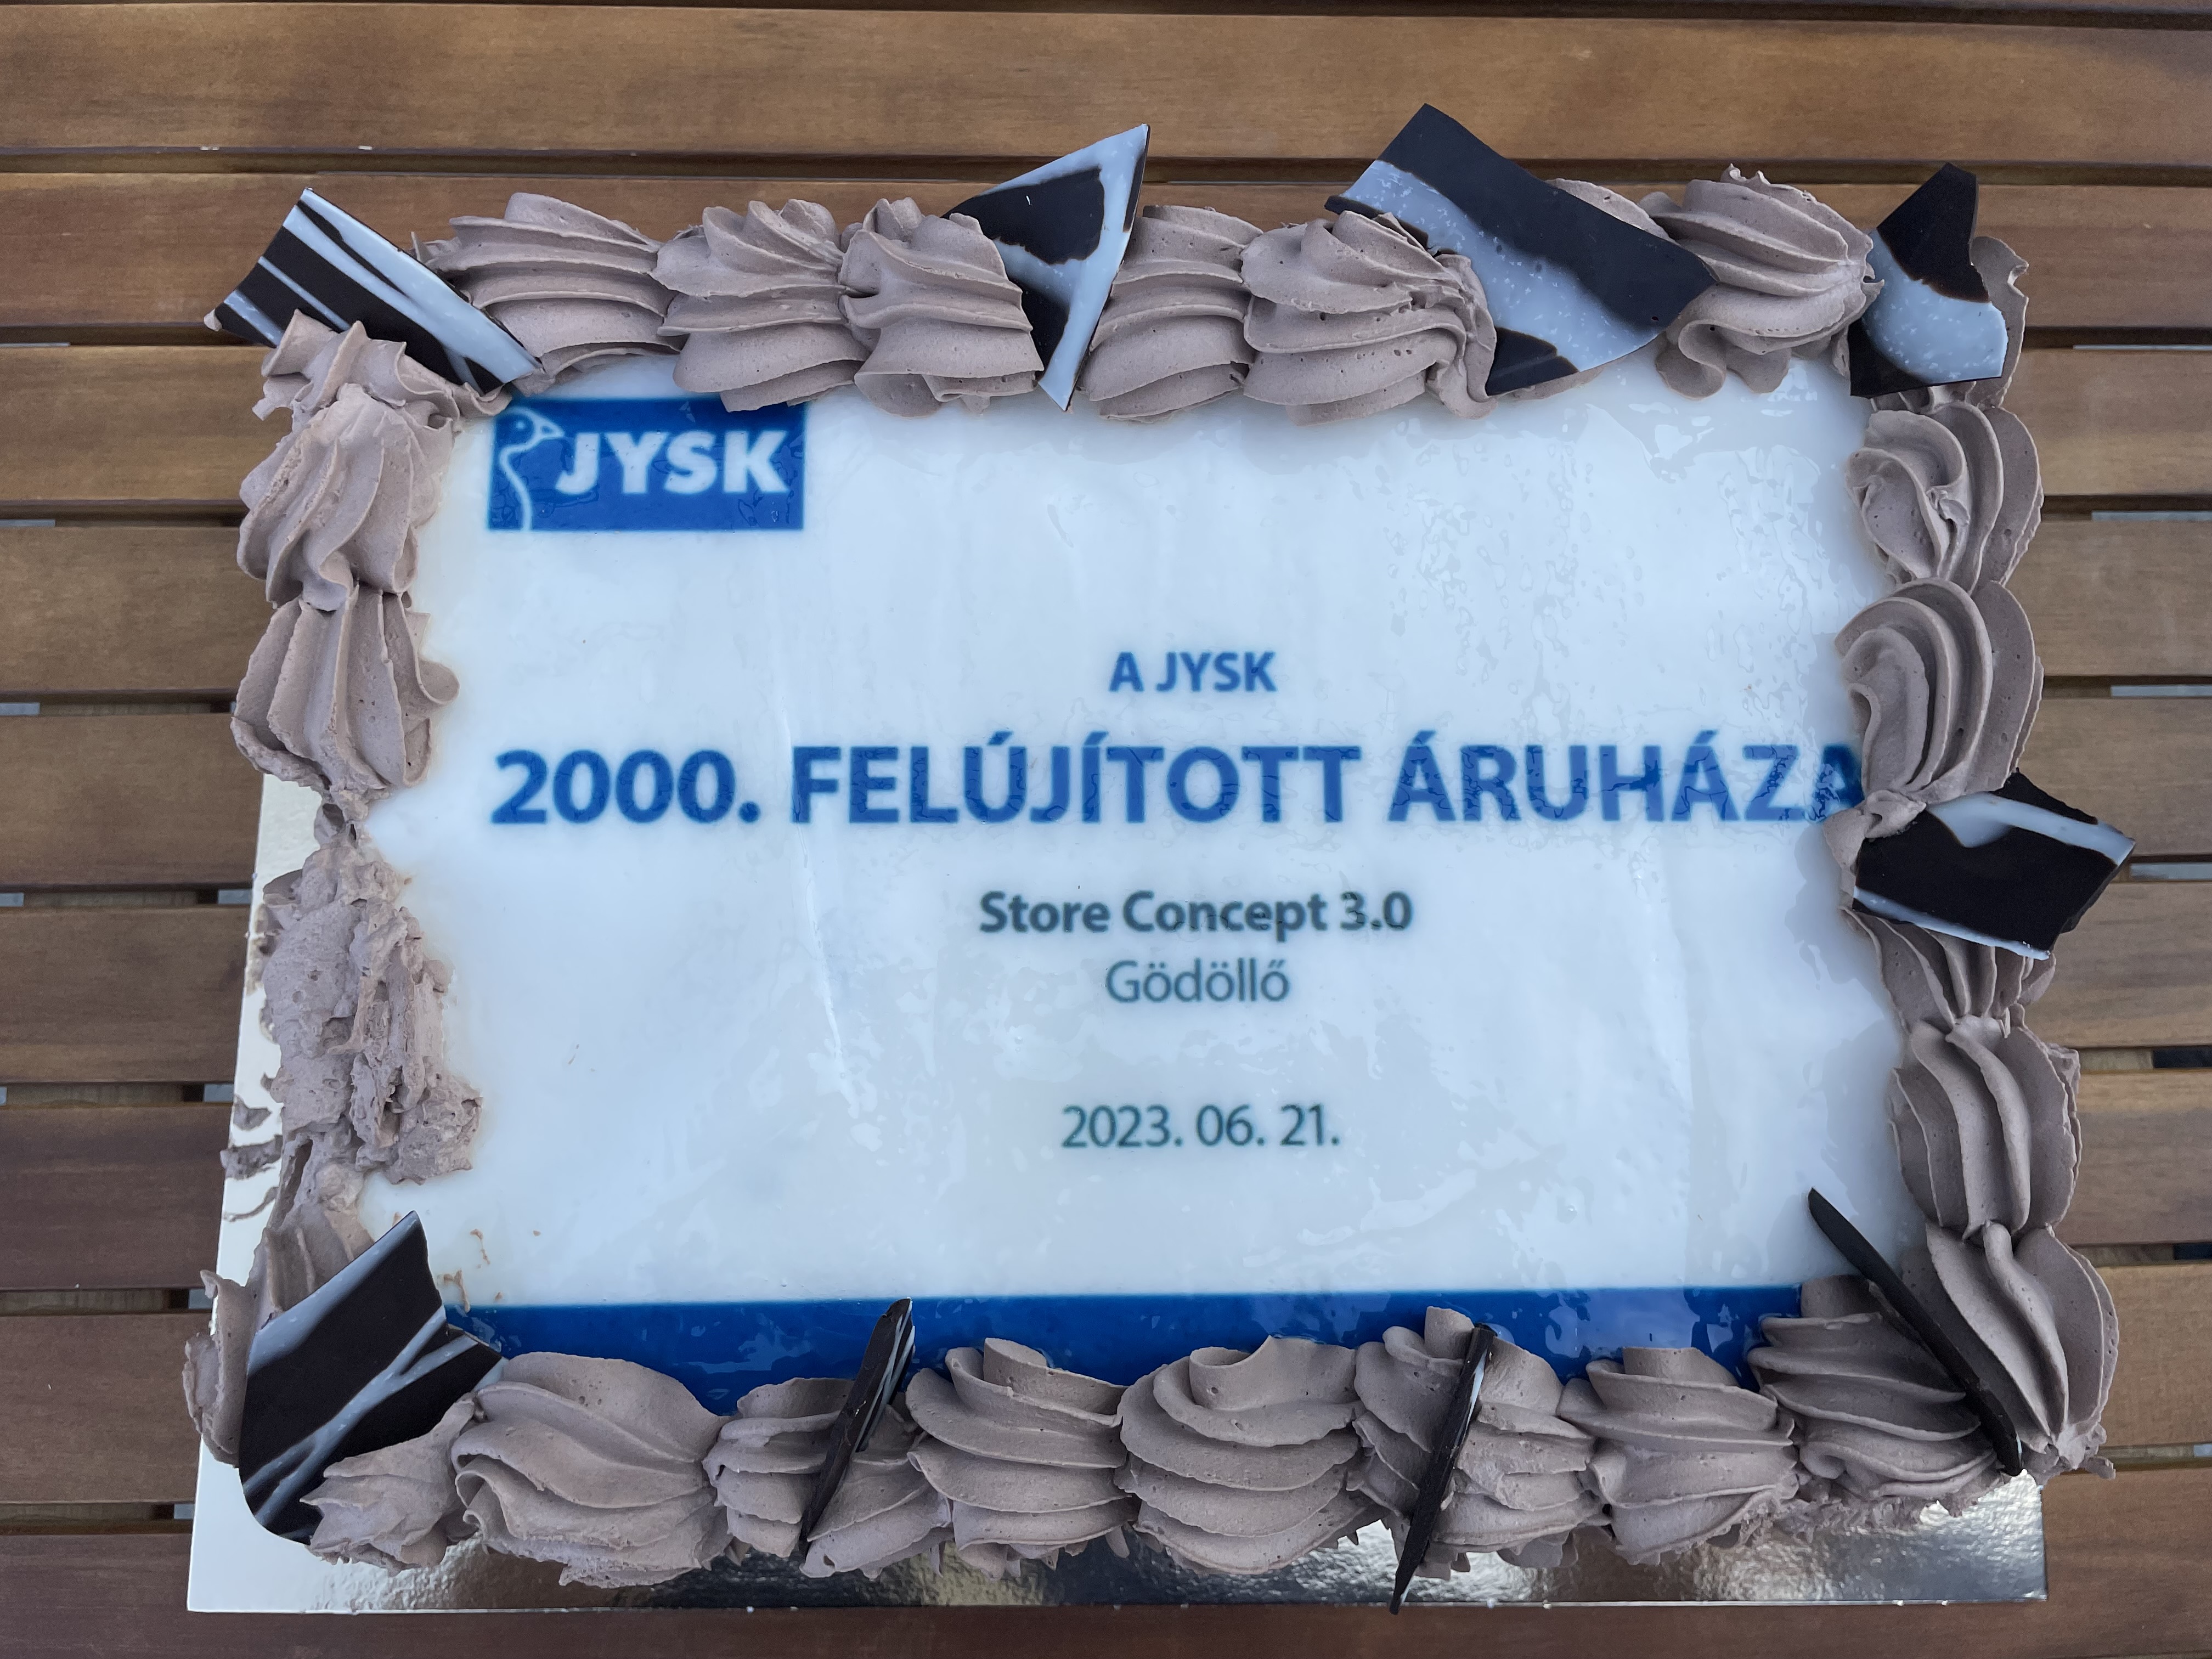 JYSK
A JYSK
2000. FELÚJÍTOTT ÁRUHÁZA
Store Concept 3.0
Gödöllő
2023. 06. 21.